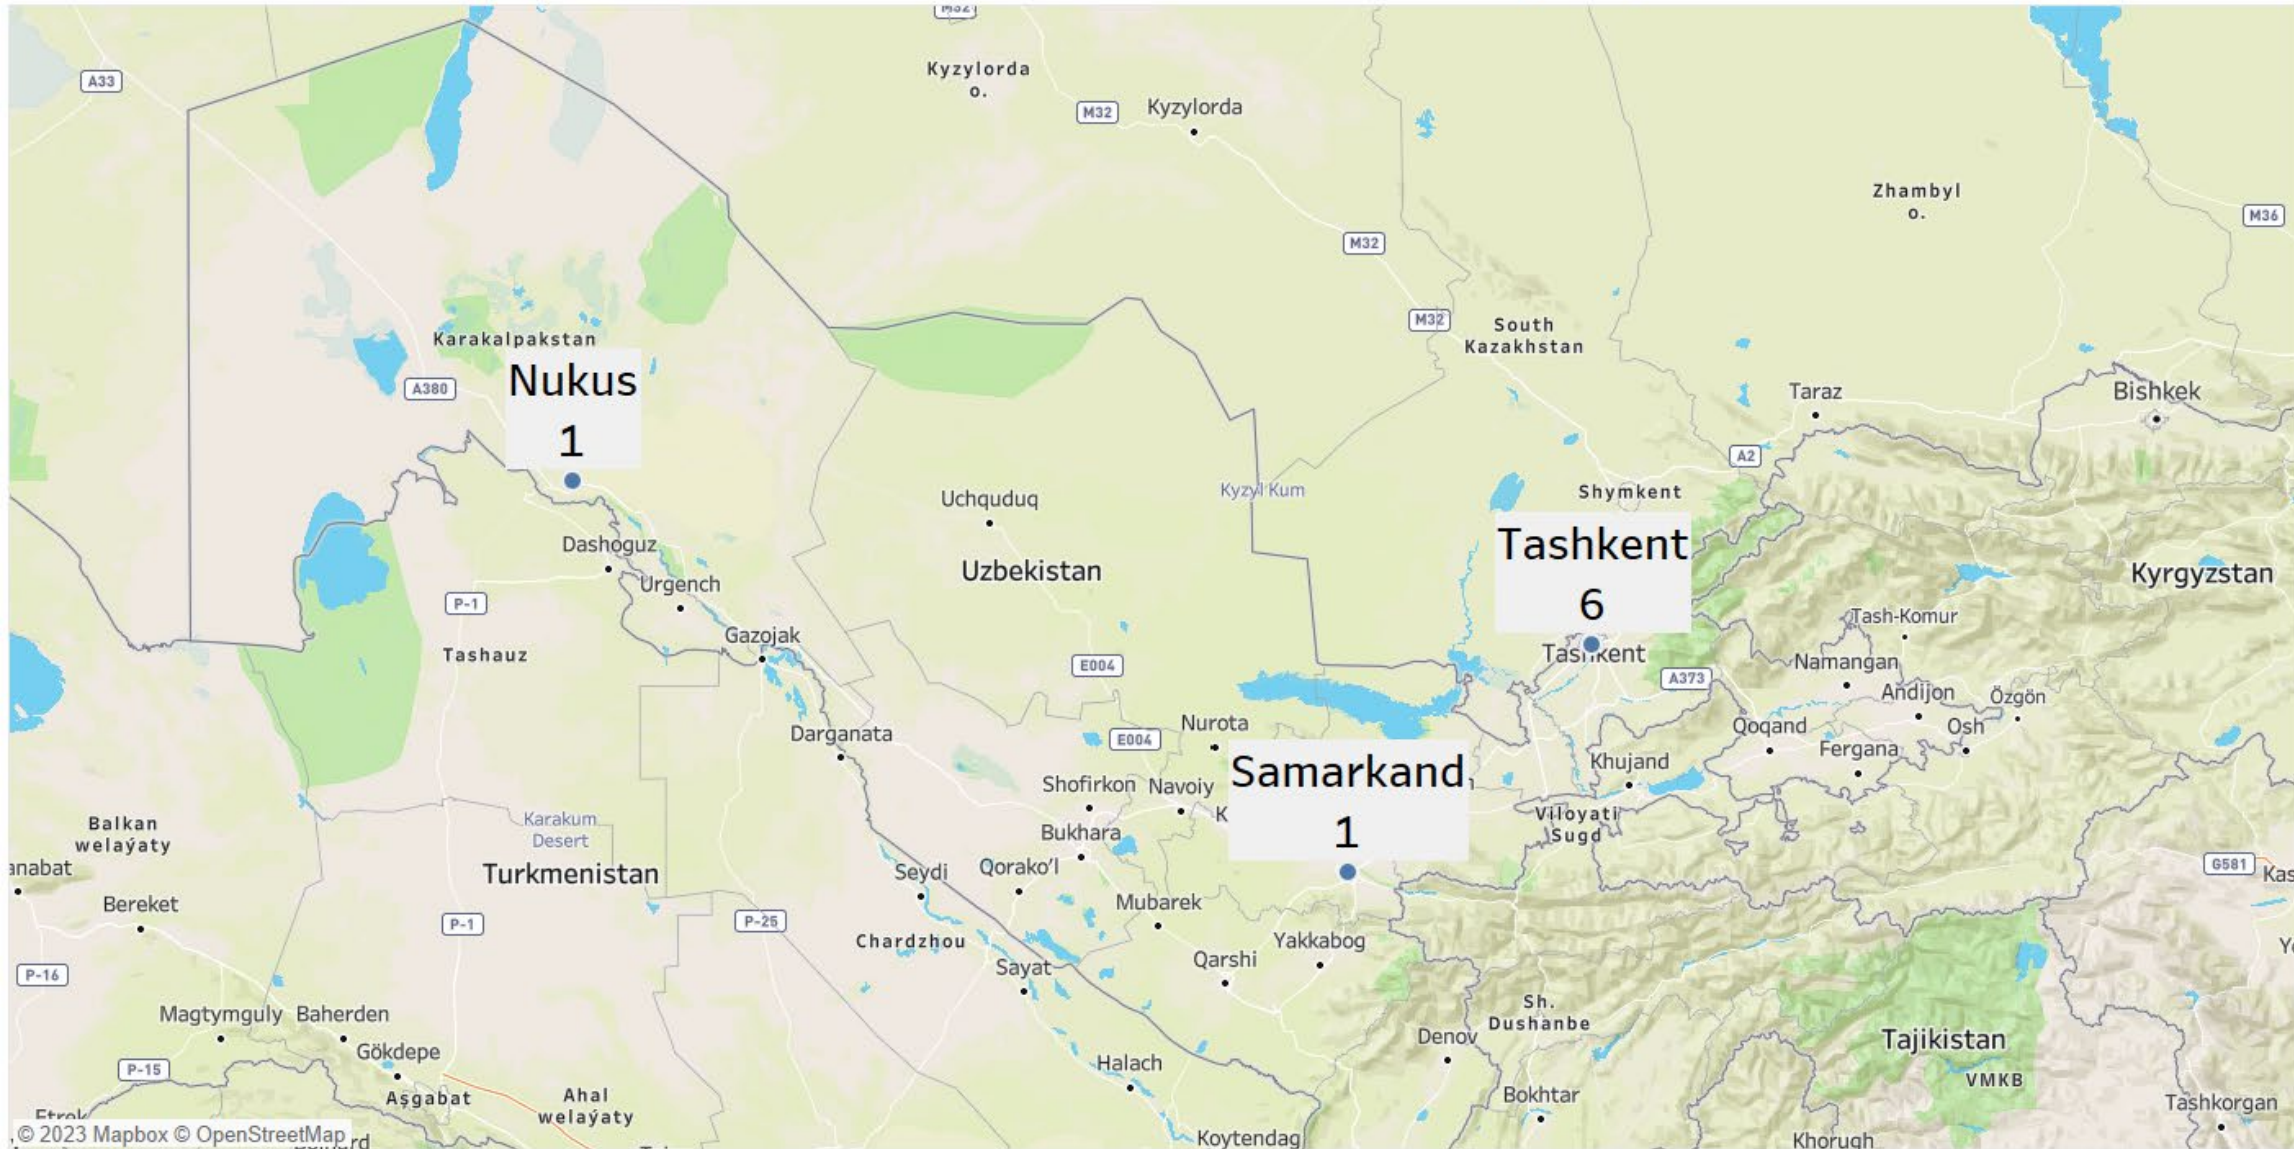 M32
A33
Kyzylorda
o.
M32
Kyzylorda
Zhambyl
o.
M36
M32
M32
South
Kazakhstan
Karakalpakstan
Nukus
1
A380
Taraz
Bishkek
A2
Shymkent
Kyzyl Kum
Uchquduq
Uzbekistan
Tashkent
6
Dashoguz
Urgench
P-1
Kyrgyzstan
Tash-Komur
Gazojak
Tashauz
E004
Tashkent
A373
Namangan
Andijon
Özgön
Nurota
Qoqand
Osh
Darganata
E004
Fergana
Khujand
Samarkand
1
Shofirkon
Navoiy
K
Viloyati
Sugd
Balkan
welaýaty
Karakum
Desert
Bukhara
Turkmenistan
anabat
Seydi
Qorako'l
G581
Kas
Bereket
P-1
P-25
Mubarek
Chardzhou
Yakkabog
Qarshi
P-16
Sayat
Magtymguly
Baherden
Sh.
Dushanbe
Denov
Tajikistan
Gökdepe
P-15
Halach
VMKB
Aşgabat
Ahal
welaýaty
Bokhtar
Tashkorgan
Etrek
© 2023 Mapbox © OpenStreetMap
Koytendag
Khorugh